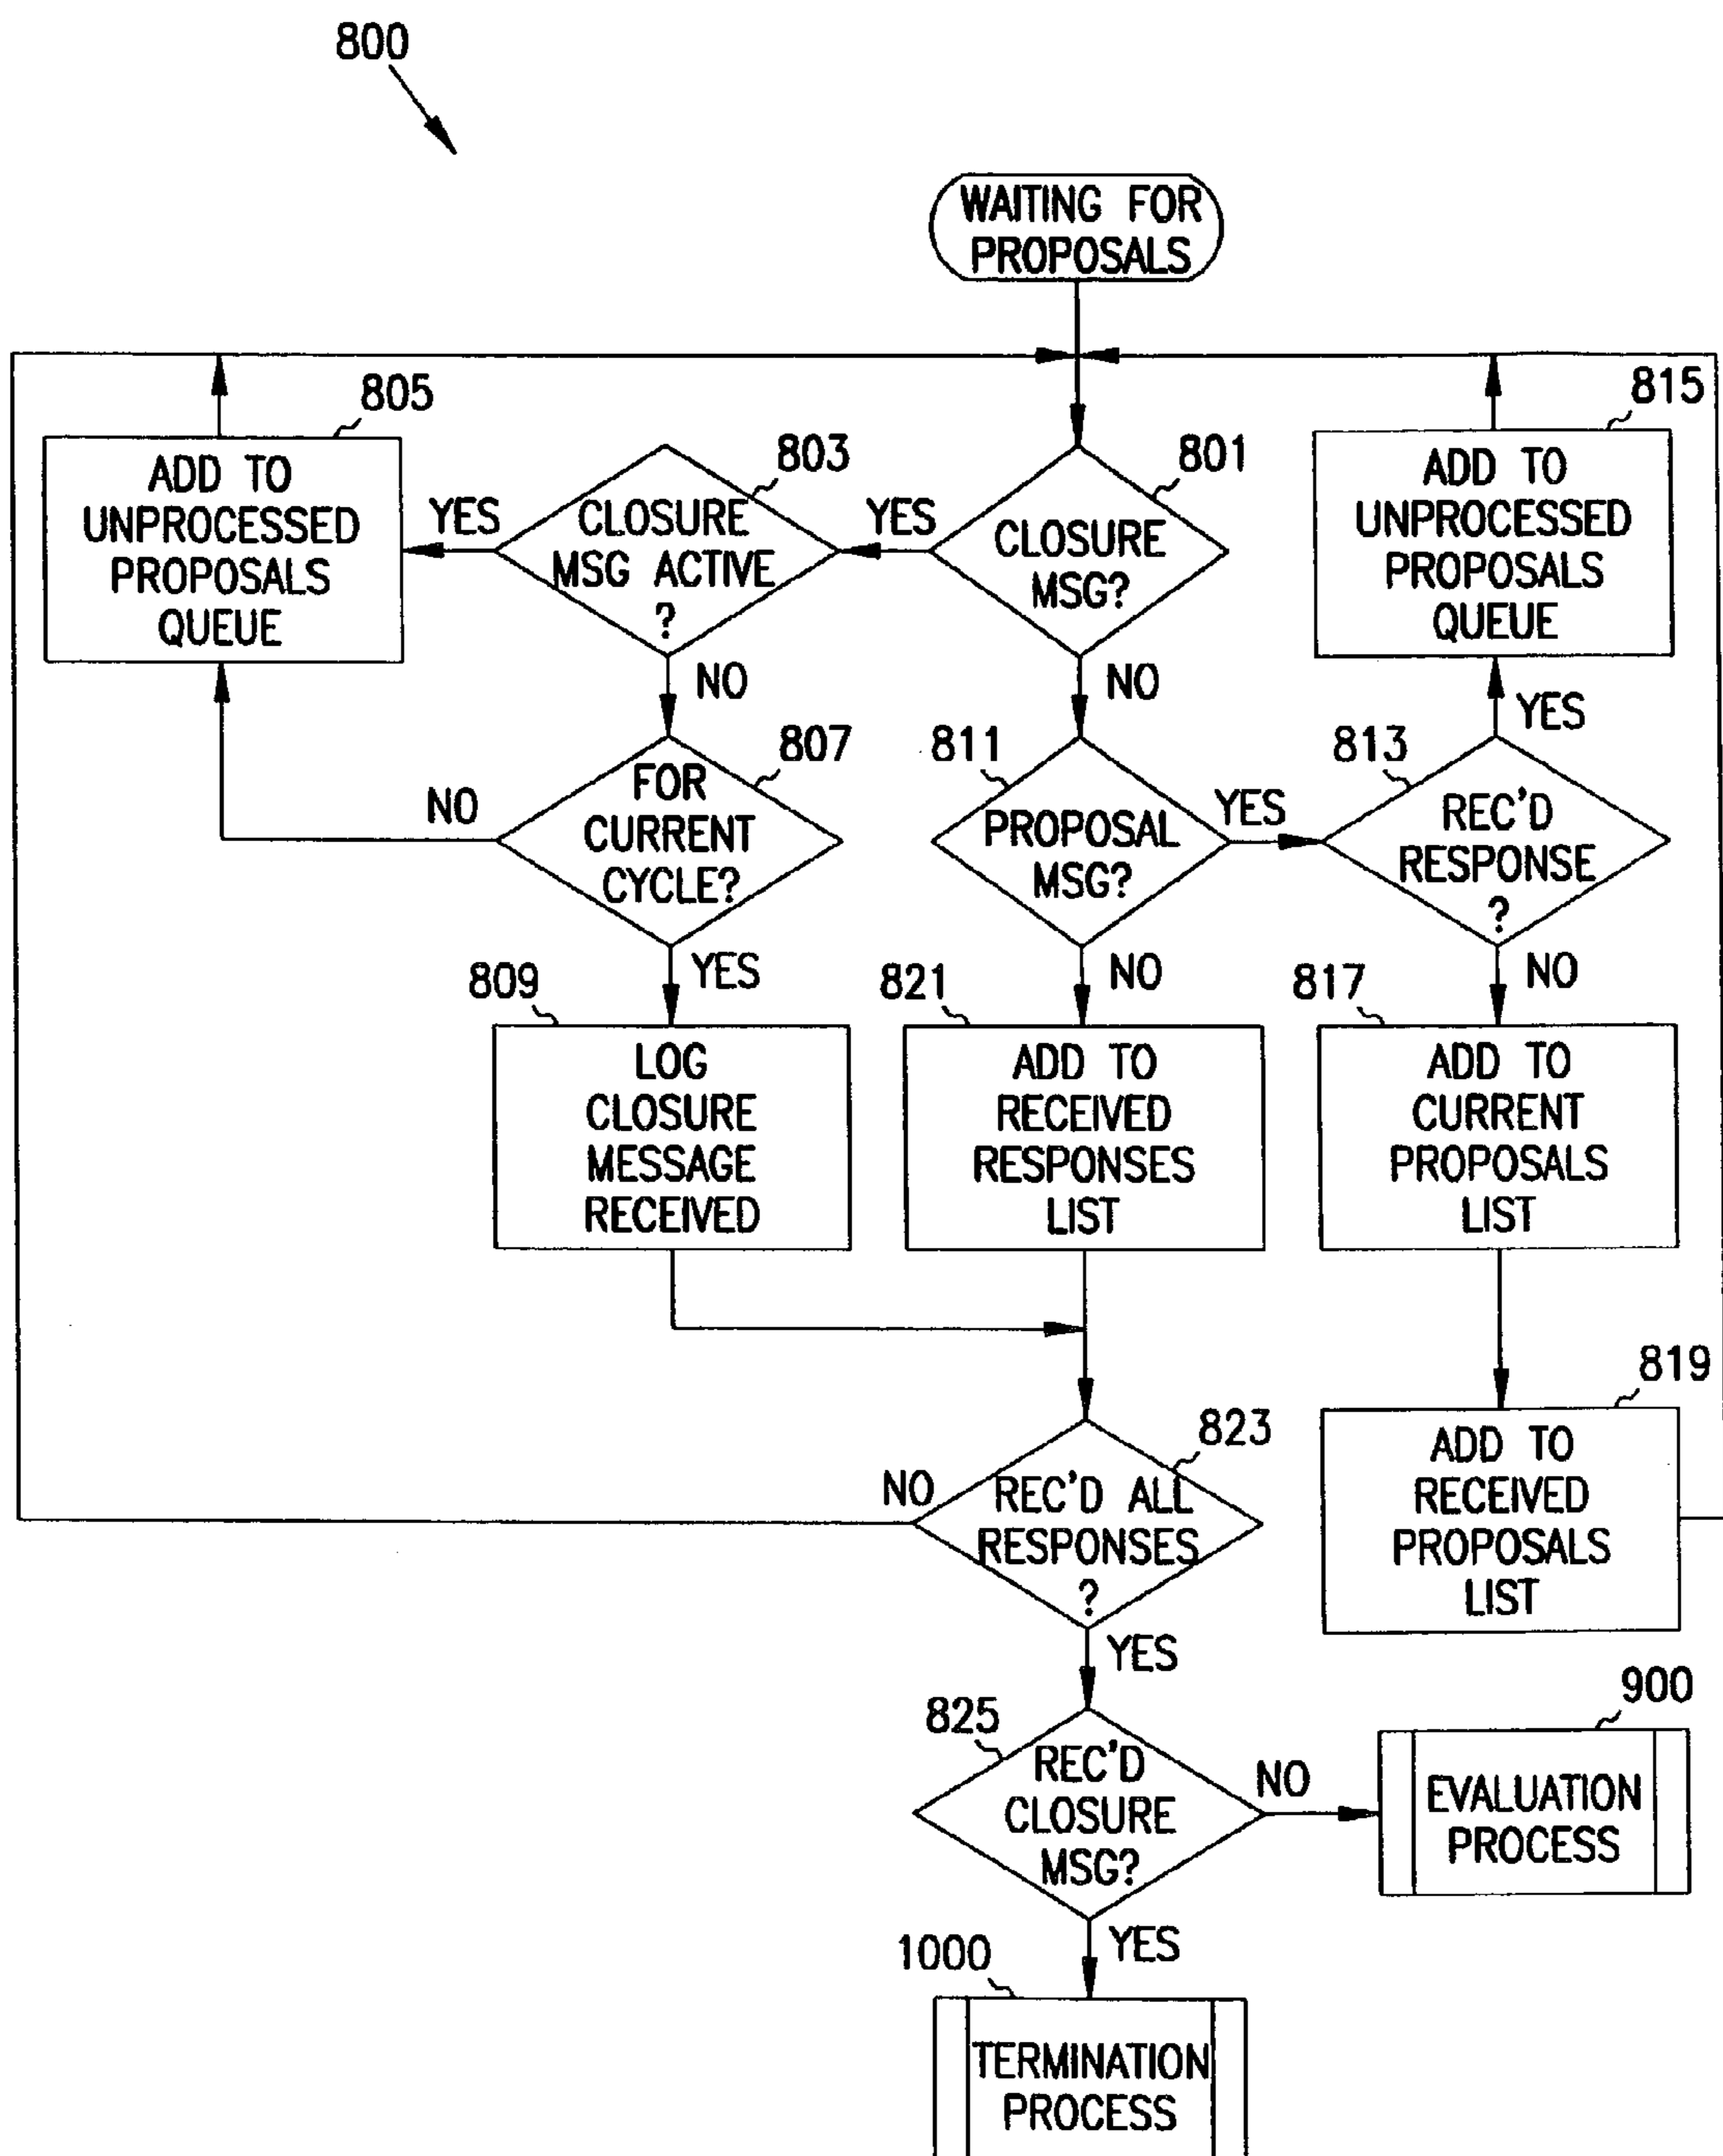 800
WAITING FOR
PROPOSALS
805
ADD TO
UNPROCESSED
PROPOSALS
QUEUE
YES
803
CLOSURE
MSG ACTIVE
?
YES
801
CLOSURE
MSG?
815
ADD TO
UNPROCESSED
PROPOSALS
QUEUE
NO
NO
YES
NO
807
FOR
CURRENT
CYCLE?
811
PROPOSAL
MSG?
YES
813
REC'D
RESPONSE
?
YES
NO
NO
809
LOG
CLOSURE
MESSAGE
RECEIVED
821
ADD TO
RECEIVED
RESPONSES
LIST
817
ADD TO
CURRENT
PROPOSALS
LIST
819
ADD TO
RECEIVED
PROPOSALS
LIST
823
NO
REC'D ALL
RESPONSES
?
YES
825
REC'D
CLOSURE
MSG?
NO
900
EVALUATION
PROCESS
YES
1000
TERMINATION
PROCESS